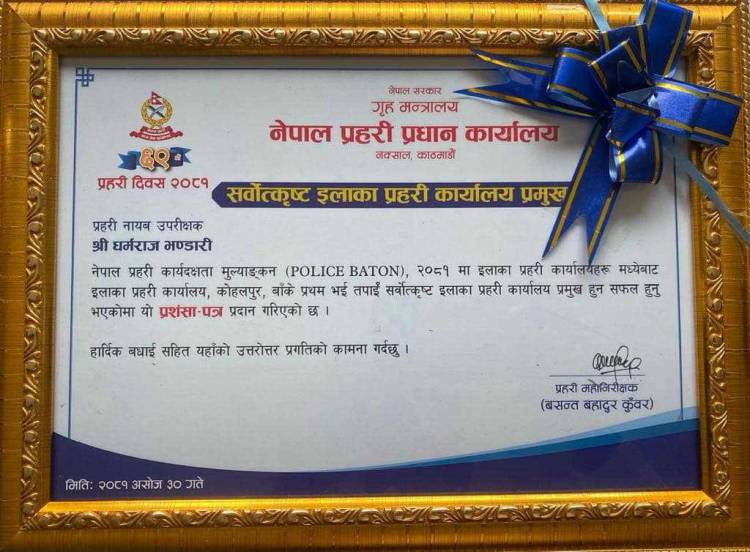 नेपाल सरकार
गृह मन्त्रालय
नेपाल प्रहरी प्रधान कार्यालय
नक्साल, काठमाडौं
६९ औं
प्रहरी दिवस २०८१
सर्वोत्कृष्ट इलाका प्रहरी कार्यालय प्रमुख
प्रहरी नायब उपरीक्षक
श्री धर्मराज भण्डारी
नेपाल प्रहरी कार्यदक्षता मुल्याङ्कन (POLICE BATON), २०८१ मा इलाका प्रहरी कार्यालयहरू मध्येबाट
इलाका प्रहरी कार्यालय, कोहलपुर, बाँके प्रथम भई तपाईं सर्वोत्कृष्ट इलाका प्रहरी कार्यालय प्रमुख हुन सफल हुनु
भएकोमा यो प्रशंसा-पत्र प्रदान गरिएको छ ।
हार्दिक बधाई सहित यहाँको उत्तरोत्तर प्रगतिको कामना गर्दछु ।
प्रहरी महानिरीक्षक
(बसन्त बहादुर कुँवर)
मितिः २०८१ असोज ३० गते